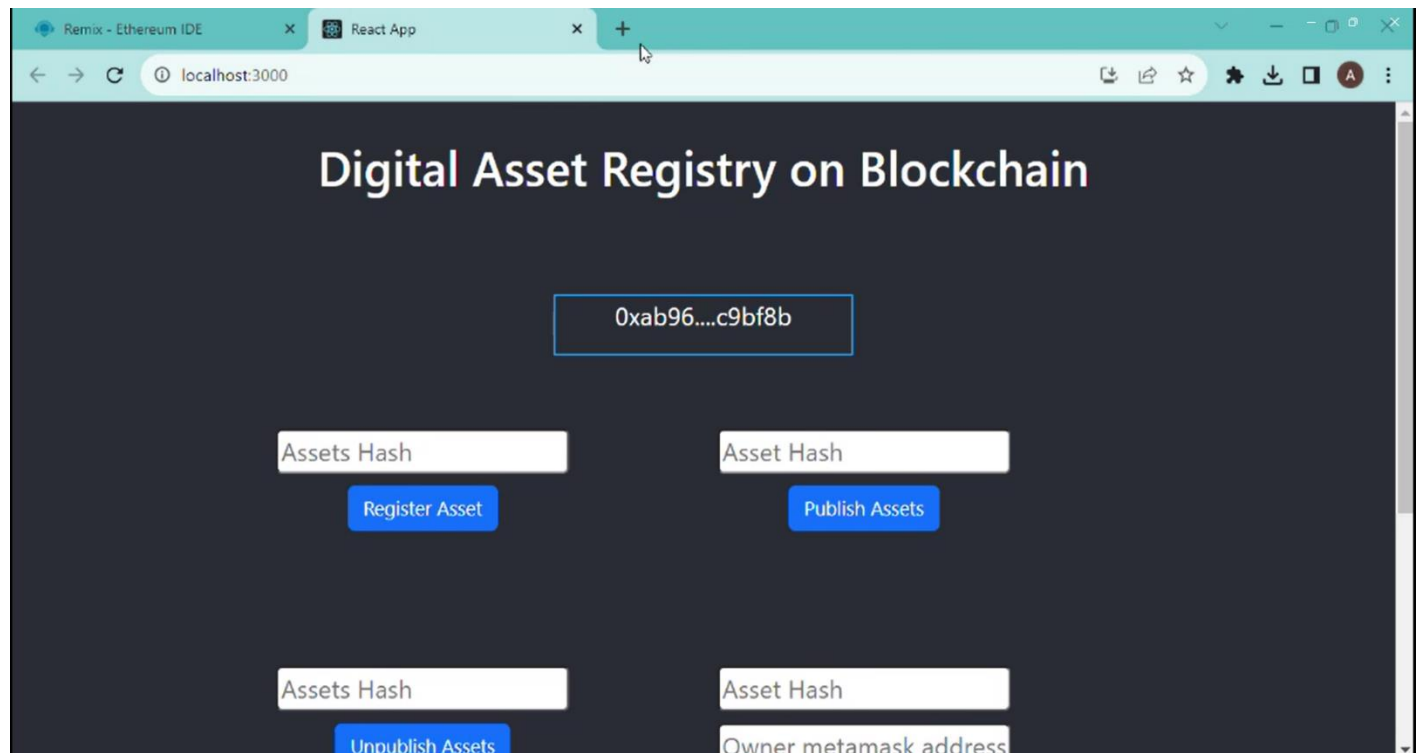 Remix - Ethereum IDE
React App
localhost:3000
A
Digital Asset Registry on Blockchain
0xab96....c9bf8b
Assets Hash
Asset Hash
Register Asset
Publish Assets
Assets Hash
Asset Hash
Unpublish Assets
Owner metamask address